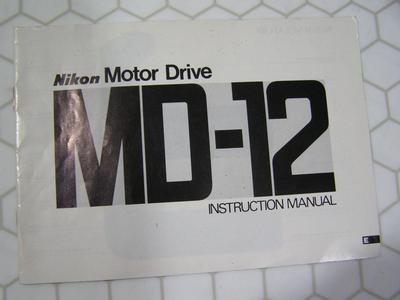 Nikon Motor Drive
MD-12
INSTRUCTION MANUAL